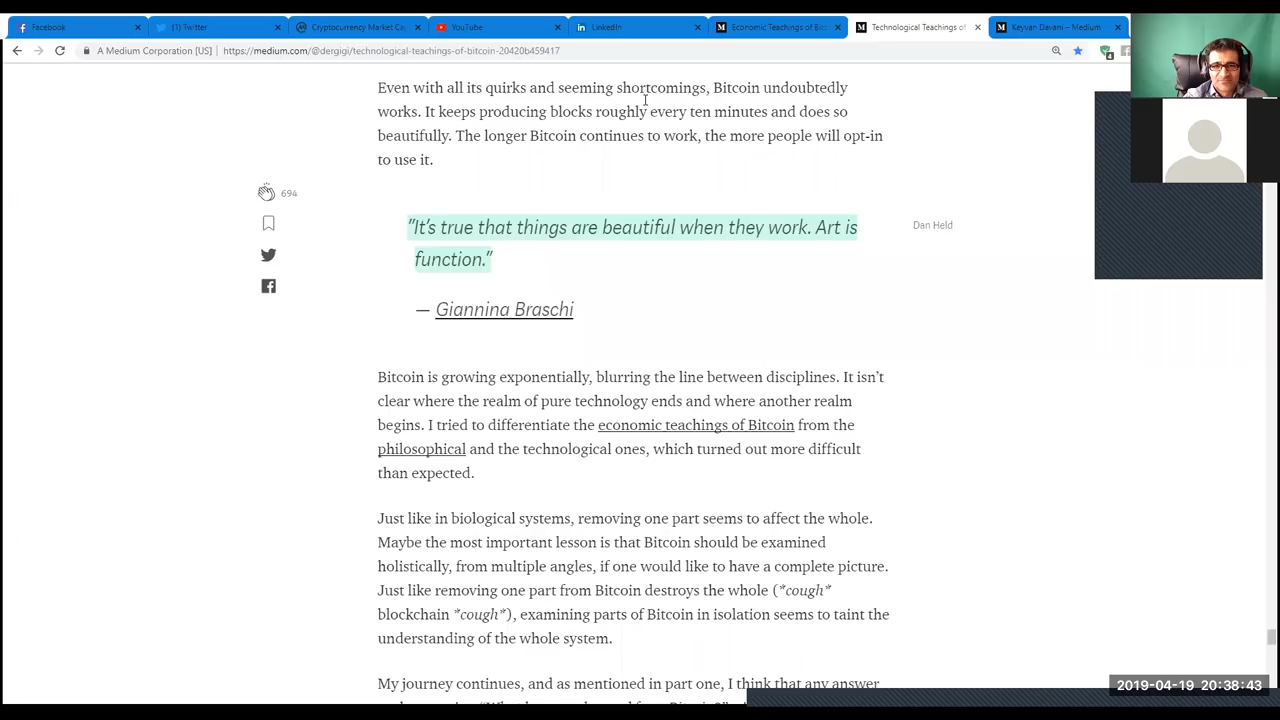 Facebook
(1) Twitter
Cryptocurrency Market Ca
YouTube
LinkedIn
Economic Teachings of Bitc
Technological Teachings of
Keyvan Davani – Medium
A Medium Corporation [US] | https://medium.com/@dergigi/technological-teachings-of-bitcoin-20420b459417
4
Even with all its quirks and seeming shortcomings, Bitcoin undoubtedly
works. It keeps producing blocks roughly every ten minutes and does so
beautifully. The longer Bitcoin continues to work, the more people will opt-in
to use it.
694
"It's true that things are beautiful when they work. Art is
function."
Dan Held
— Giannina Braschi
Bitcoin is growing exponentially, blurring the line between disciplines. It isn't
clear where the realm of pure technology ends and where another realm
begins. I tried to differentiate the economic teachings of Bitcoin from the
philosophical and the technological ones, which turned out more difficult
than expected.
Just like in biological systems, removing one part seems to affect the whole.
Maybe the most important lesson is that Bitcoin should be examined
holistically, from multiple angles, if one would like to have a complete picture.
Just like removing one part from Bitcoin destroys the whole (*cough*
blockchain *cough*), examining parts of Bitcoin in isolation seems to taint the
understanding of the whole system.
My journey continues, and as mentioned in part one, I think that any answer
2019-04-19 20:38:43